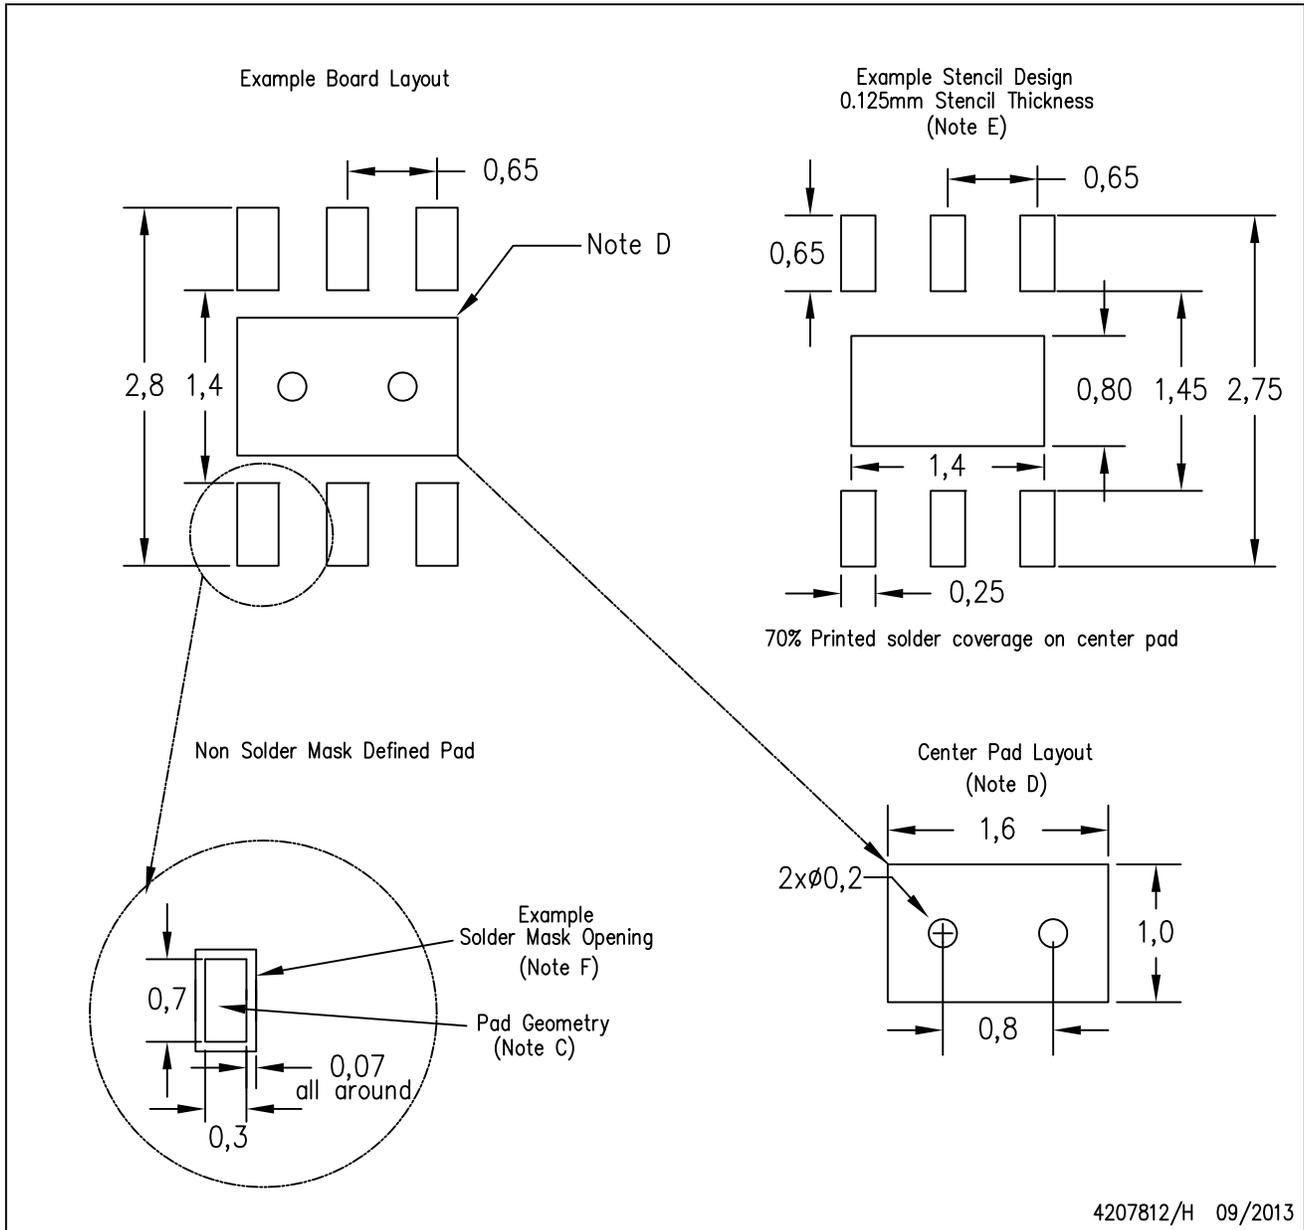 Example Board Layout
0,65
Note D
2,8
1,4
Example Stencil Design
0.125mm Stencil Thickness
(Note E)
0,65
0,65
0,80
1,45
2,75
1,4
0,25
70% Printed solder coverage on center pad
Non Solder Mask Defined Pad
Example
Solder Mask Opening
(Note F)
0,7
Pad Geometry
(Note C)
0,07
all around
0,3
Center Pad Layout
(Note D)
1,6
2xø0,2
1,0
0,8
4207812/H 09/2013